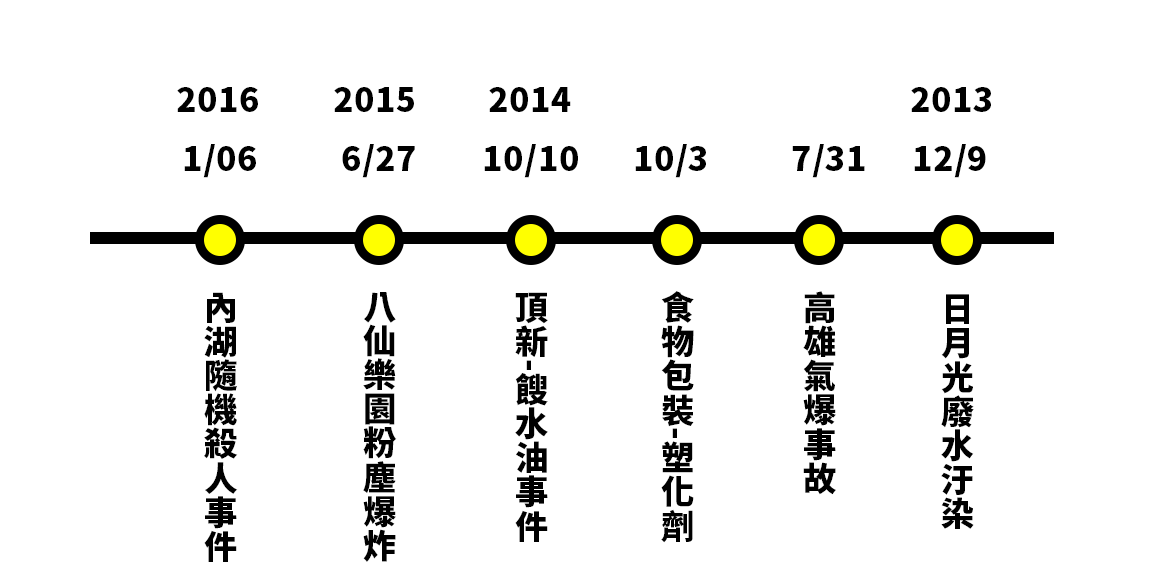 2016 2015 2014 2013
1/06 6/27 10/10 10/3 7/31 12/9
內湖隨機殺人事件
八仙樂園粉塵爆炸
頂新-餿水油事件
食物包裝-塑化劑
高雄氣爆事故
日月光廢水汙染